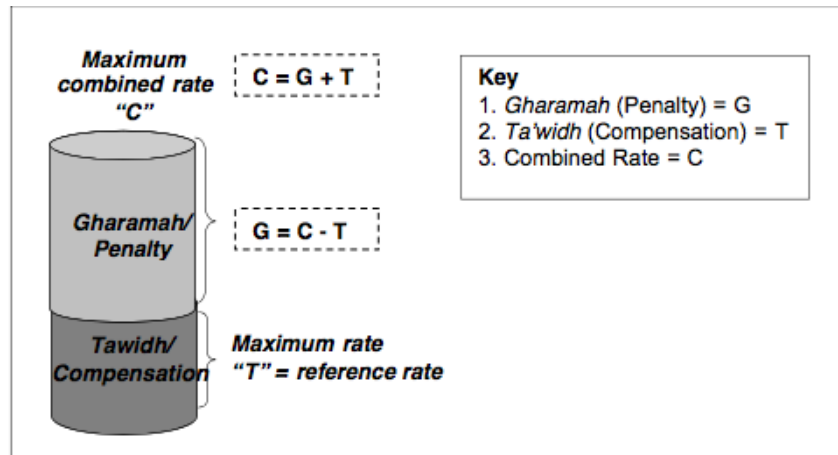 Maximum
combined rate
“C”
C = G + T
Key
1. Gharamah (Penalty) = G
2. Ta'widh (Compensation) = T
3. Combined Rate = C
Gharamah/
Penalty
G = C - T
Tawidh/
Compensation
Maximum rate
“T” = reference rate